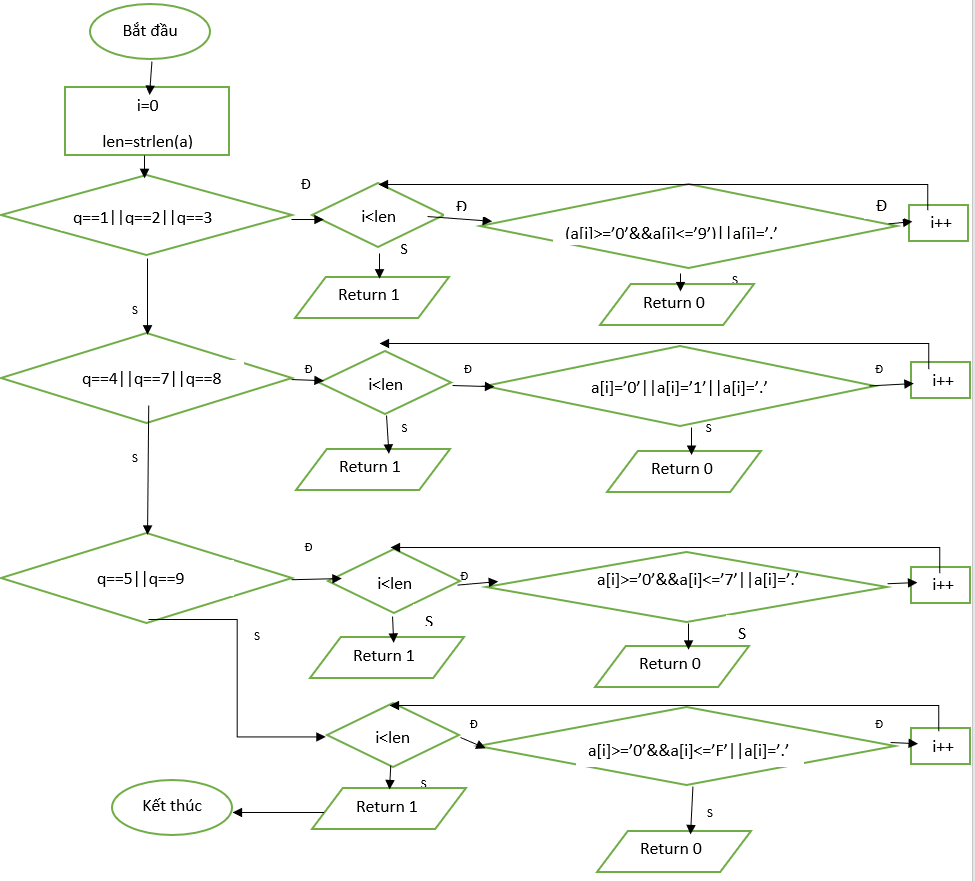 Bắt đầu
i=0
len=strlen(a)
Đ
q==1||q==2||q==3
i<len
Đ
(a[i]>='0'&&a[i]<='9')||a[i]='.'
Đ
i++
S
Return 1
S
Return 0
S
q==4||q==7||q==8
Đ
i<len
Đ
a[i]='0'||a[i]='1'||a[i]='.'
Đ
i++
S
Return 1
S
Return 0
S
q==5||q==9
Đ
i<len
Đ
a[i]>='0'&&a[i]<='7'||a[i]='.'
i++
S
Return 1
S
Return 0
S
i<len
Đ
a[i]>='0'&&a[i]<='F'||a[i]='.'
Đ
i++
S
Return 1
Kết thúc
S
Return 0